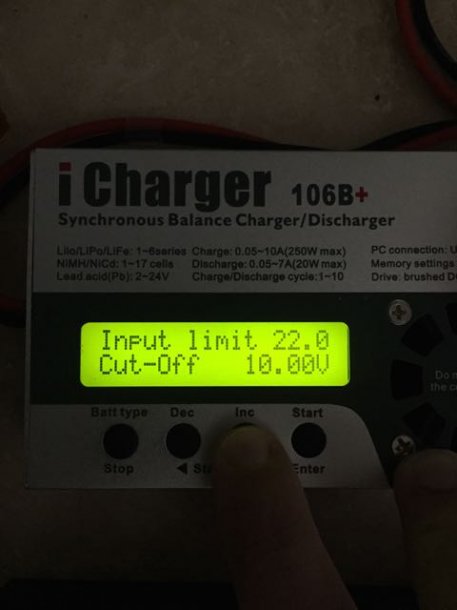 iCharger 106B+
Synchronous Balance Charger/Discharger
LiIo/LiPo/LiFe: 1~6series Charge: 0.05~10A(250W max) PC connection: U
NiMH/NiCd: 1~17 cells Discharge: 0.05~7A(20W max) Memory settings
Lead acid(Pb): 2~24V Charge/Discharge cycle:1~10 Drive: brushed D
Input limit 22.0
Cut-Off 10.00V
Do n
the c
Batt type Dec Inc Start
Stop ◀ Sta Enter